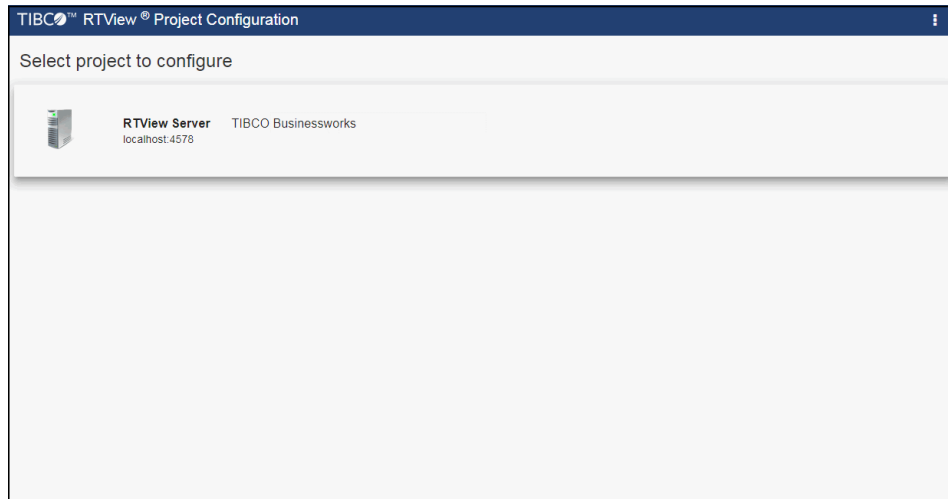 TIBCO™ RTView ® Project Configuration
Select project to configure
RTView Server TIBCO Businessworks
localhost:4578